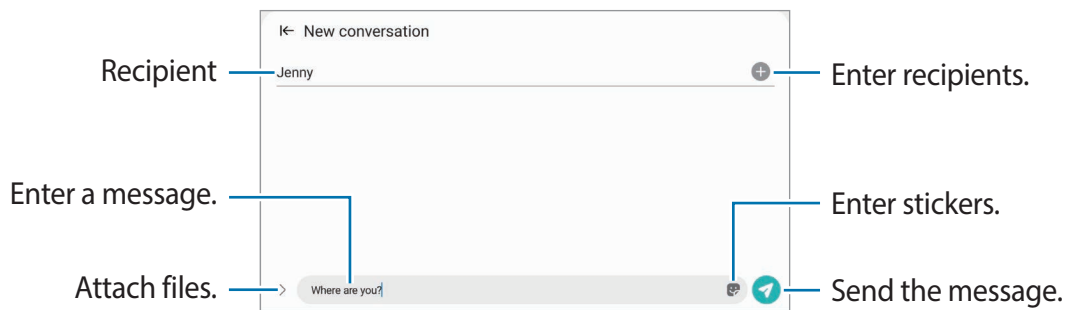 New conversation
Recipient
Jenny
Enter recipients.
Enter a message.
Enter stickers.
Attach files.
Where are you?
Send the message.